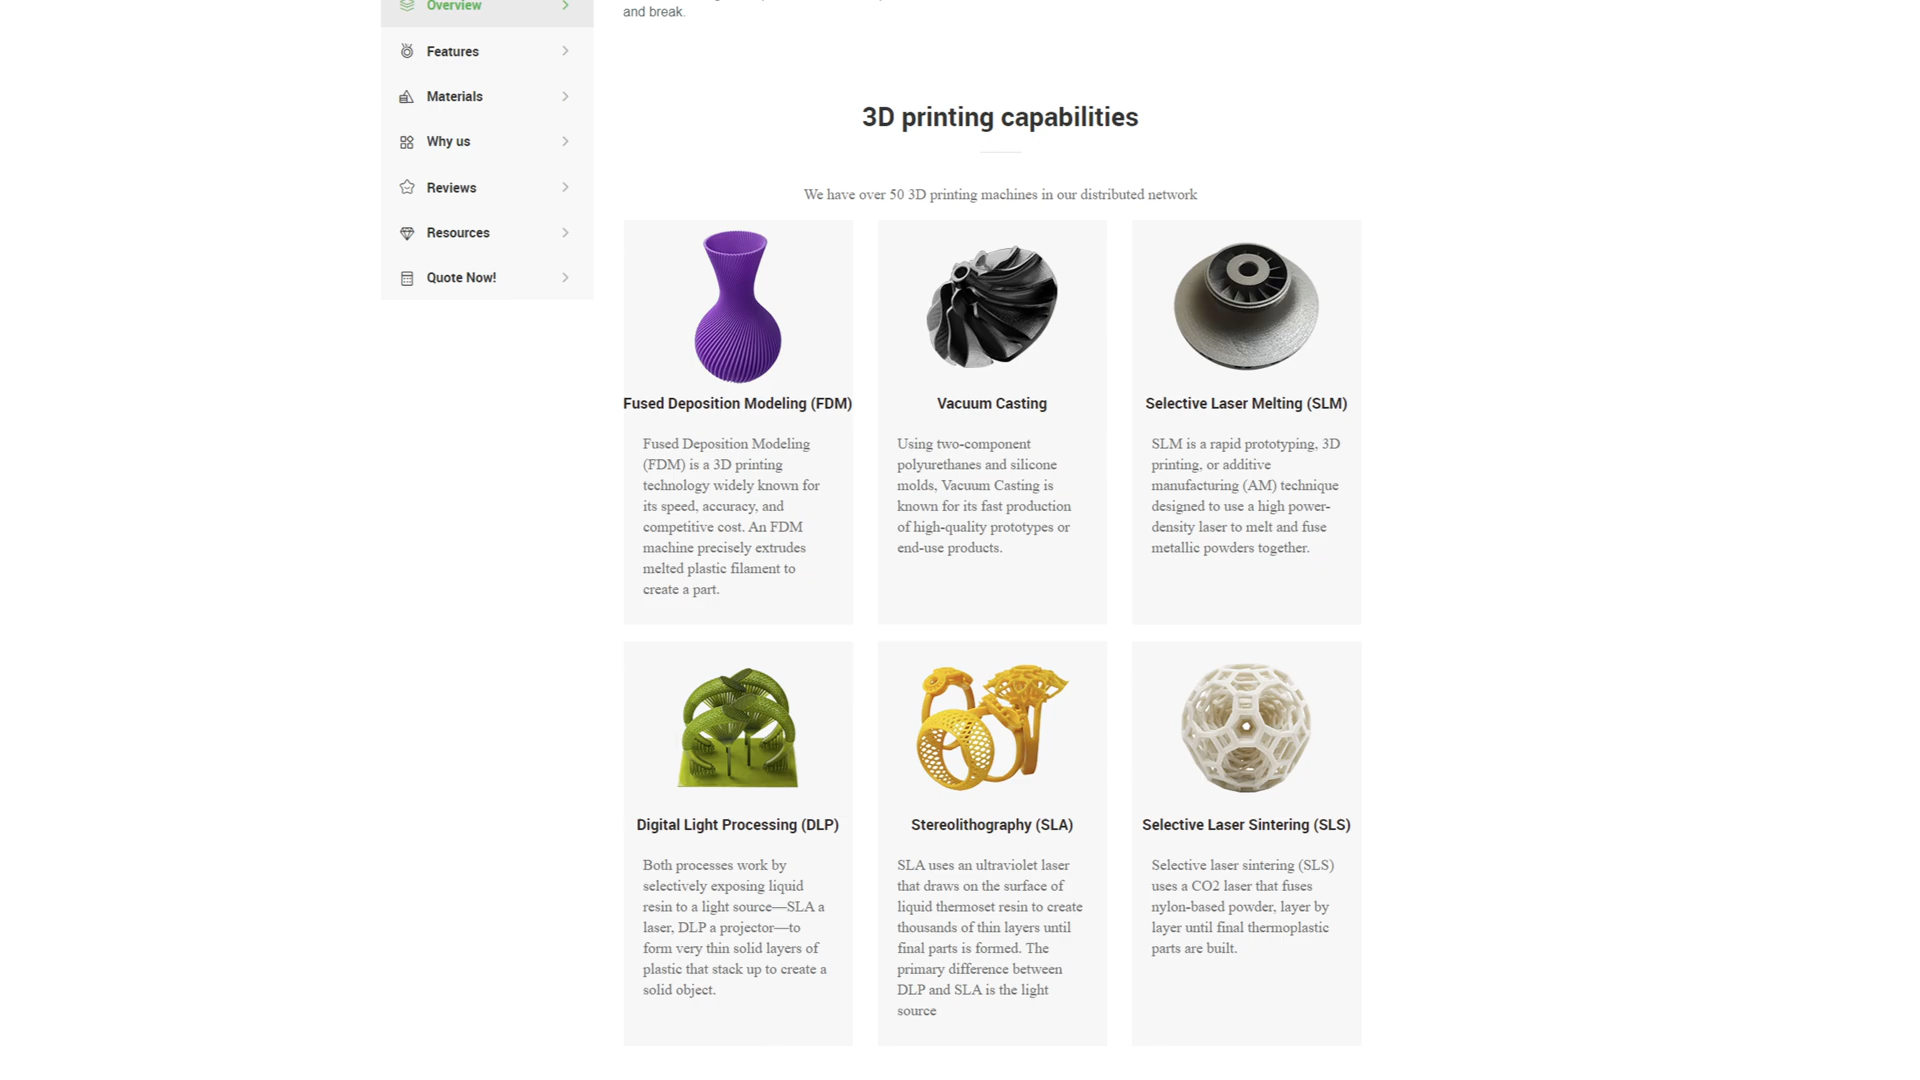 Overview
Features
Materials
Why us
Reviews
Resources
Quote Now!
and break.
3D printing capabilities
We have over 50 3D printing machines in our distributed network
Fused Deposition Modeling (FDM)
Fused Deposition Modeling
(FDM) is a 3D printing
technology widely known for
its speed, accuracy, and
competitive cost. An FDM
machine precisely extrudes
melted plastic filament to
create a part.
Vacuum Casting
Using two-component
polyurethanes and silicone
molds, Vacuum Casting is
known for its fast production
of high-quality prototypes or
end-use products.
Selective Laser Melting (SLM)
SLM is a rapid prototyping, 3D
printing, or additive
manufacturing (AM) technique
designed to use a high power-
density laser to melt and fuse
metallic powders together.
Digital Light Processing (DLP)
Both processes work by
selectively exposing liquid
resin to a light source—SLA a
laser, DLP a projector—to
form very thin solid layers of
plastic that stack up to create a
solid object.
Stereolithography (SLA)
SLA uses an ultraviolet laser
that draws on the surface of
liquid thermoset resin to create
thousands of thin layers until
final parts is formed. The
primary difference between
DLP and SLA is the light
source
Selective Laser Sintering (SLS)
Selective laser sintering (SLS)
uses a CO2 laser that fuses
nylon-based powder, layer by
layer until final thermoplastic
parts are built.